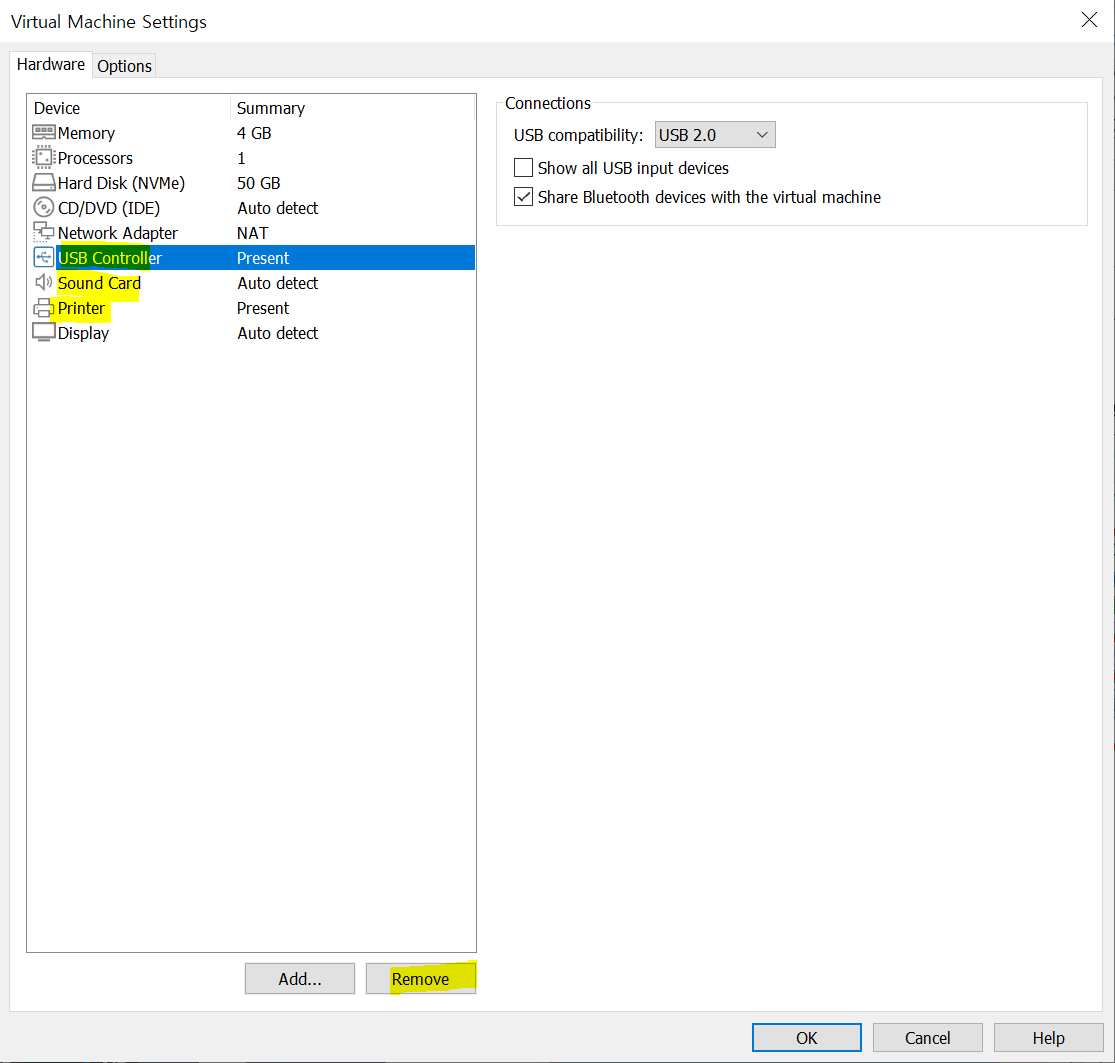 Virtual Machine Settings
Hardware Options
Device Summary
Memory 4 GB
Processors 1
Hard Disk (NVMe) 50 GB
CD/DVD (IDE) Auto detect
Network Adapter NAT
USB Controller Present
Sound Card Auto detect
Printer Present
Display Auto detect
Add... Remove
Connections
USB compatibility: USB 2.0
Show all USB input devices
Share Bluetooth devices with the virtual machine
OK Cancel Help